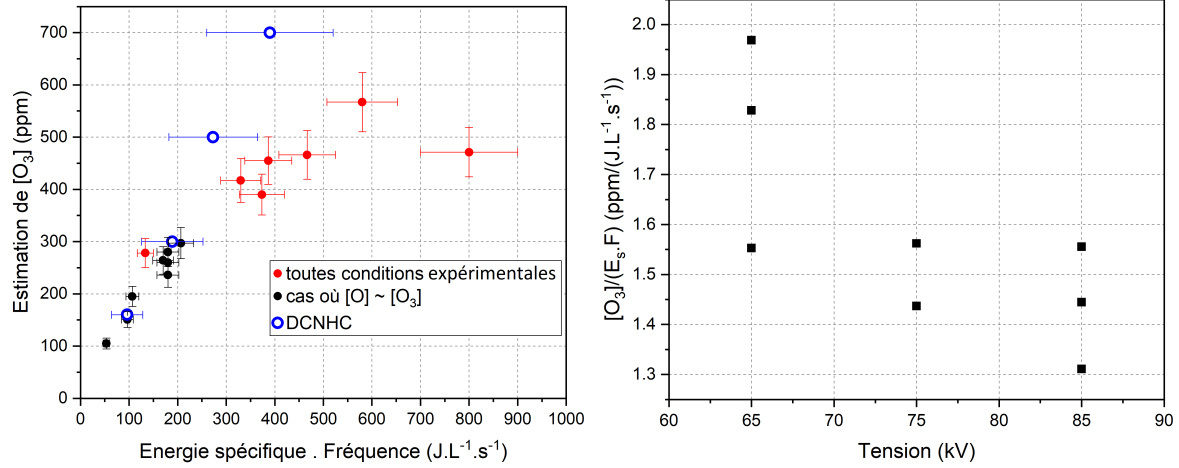 Estimation de [O3] (ppm)
700
600
500
400
300
200
100
0
toutes conditions expérimentales
cas où [O] ~ [O3]
DCNHC
0 100 200 300 400 500 600 700 800 900 1000
Energie spécifique . Fréquence (J.L-1.s-1)
[O3]/(Es.F) (ppm/(J.L-1.s-1))
2.0
1.9
1.8
1.7
1.6
1.5
1.4
1.3
60 65 70 75 80 85 90
Tension (kV)